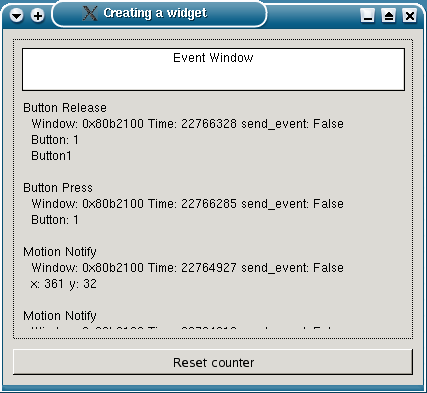 Creating a widget
Event Window
Button Release
Window: 0x80b2100 Time: 22766328 send_event: False
Button: 1
Button1
Button Press
Window: 0x80b2100 Time: 22766285 send_event: False
Button: 1
Motion Notify
Window: 0x80b2100 Time: 22764927 send_event: False
x: 361 y: 32
Motion Notify
Reset counter